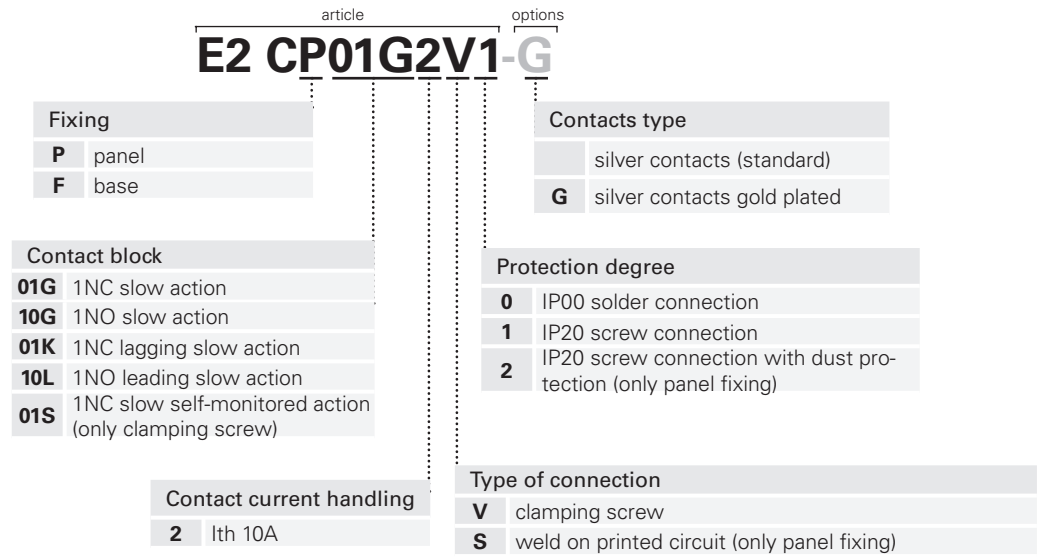 article
options
E2 CP01G2V1-G
Fixing
P panel
F base
Contacts type
silver contacts (standard)
G silver contacts gold plated
Contact block
01G 1NC slow action
10G 1NO slow action
01K 1NC lagging slow action
10L 1NO leading slow action
01S 1NC slow self-monitored action
(only clamping screw)
Protection degree
0 IP00 solder connection
1 IP20 screw connection
2 IP20 screw connection with dust pro-
tection (only panel fixing)
Contact current handling
2 Ith 10A
Type of connection
V clamping screw
S weld on printed circuit (only panel fixing)